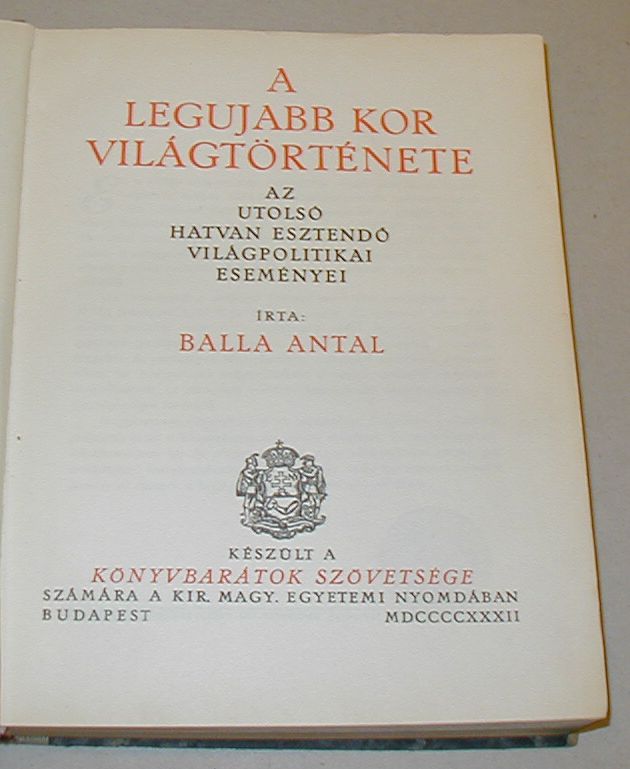 A
LEGUJABB KOR
VILÁGTÖRTÉNETE
AZ
UTOLSÓ
HATVAN ESZTENDŐ
VILÁGPOLITIKAI
ESEMÉNYEI
ÍRTA:
BALLA ANTAL
KÉSZÜLT A
KÖNYVBARÁTOK SZÖVETSÉGE
SZÁMÁRA A KIR. MAGY. EGYETEMI NYOMDÁBAN
BUDAPEST MDCCCCXXXII